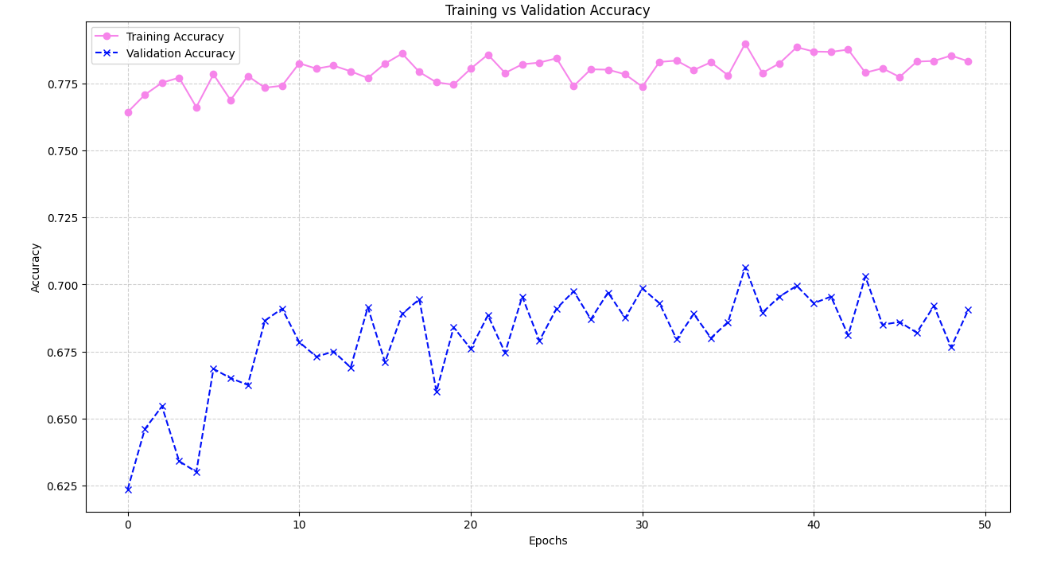 Training vs Validation Accuracy
Training Accuracy
Validation Accuracy
0.775
0.750
0.725
0.700
0.675
0.650
0.625
Accuracy
0 10 20 30 40 50
Epochs